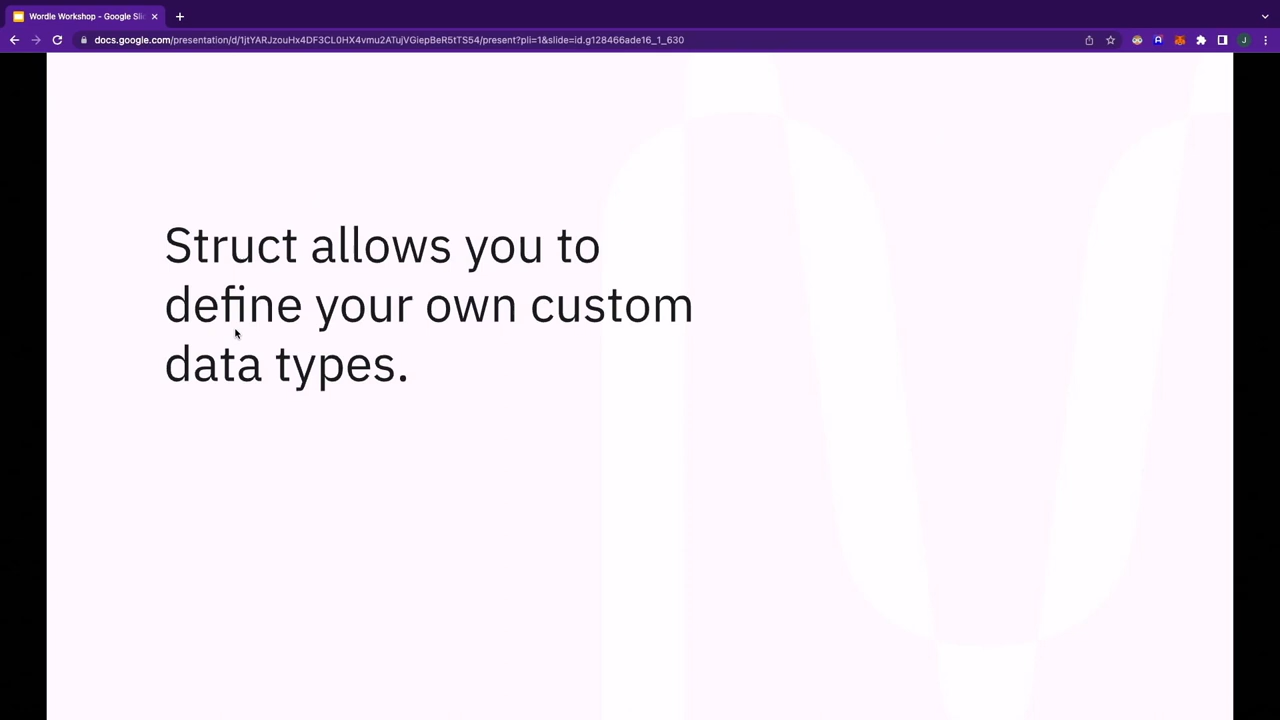 Wordle Workshop - Google Sli
docs.google.com/presentation/d/1jtYARJzouHx4DF3CL0HX4vmu2ATujVGiepBeR5tTS54/present?pli=1&slide=id.g128466ade16_1_630
J
Struct allows you to
define your own custom
data types.